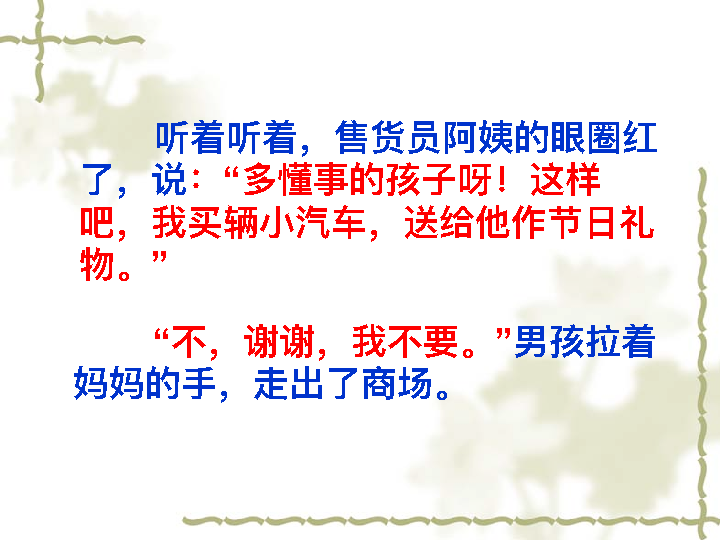 听着听着，售货员阿姨的眼圈红
了，说：“多懂事的孩子呀！这样
吧，我买辆小汽车，送给他作节日礼
物。”
“不，谢谢，我不要。”男孩拉着
妈妈的手，走出了商场。